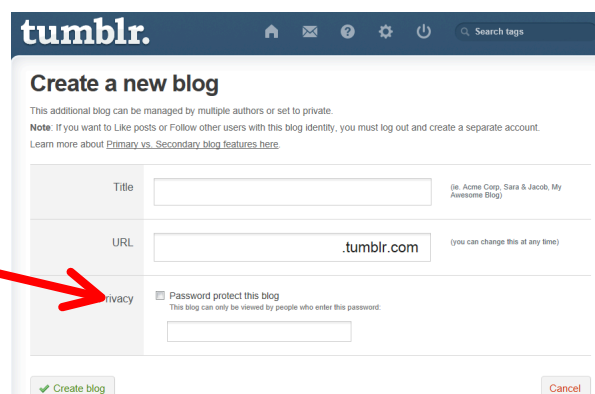 tumblr.
Search tags
Create a new blog
This additional blog can be managed by multiple authors or set to private.
Note: If you want to Like posts or Follow other users with this blog identity, you must log out and create a separate account.
Learn more about Primary vs. Secondary blog features here.
Title
(ie. Acme Corp, Sara & Jacob, My
Awesome Blog)
URL
.tumblr.com
(you can change this at any time)
rivacy
Password protect this blog
This blog can only be viewed by people who enter this password:
Create blog
Cancel